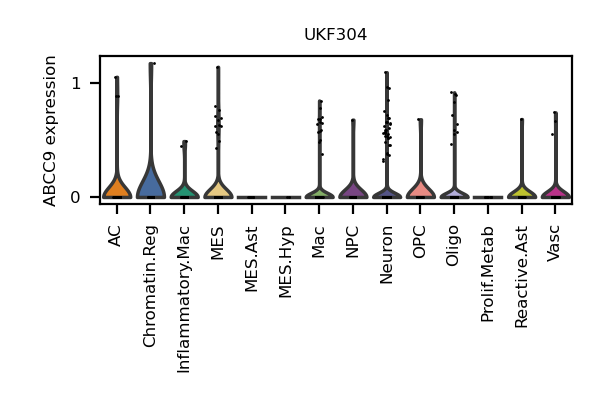 UKF304
ABCC9 expression
1
0
AC
Chromatin.Reg
Inflammatory.Mac
MES
MES.Ast
MES.Hyp
Mac
NPC
Neuron
OPC
Oligo
Prolif.Metab
Reactive.Ast
Vasc